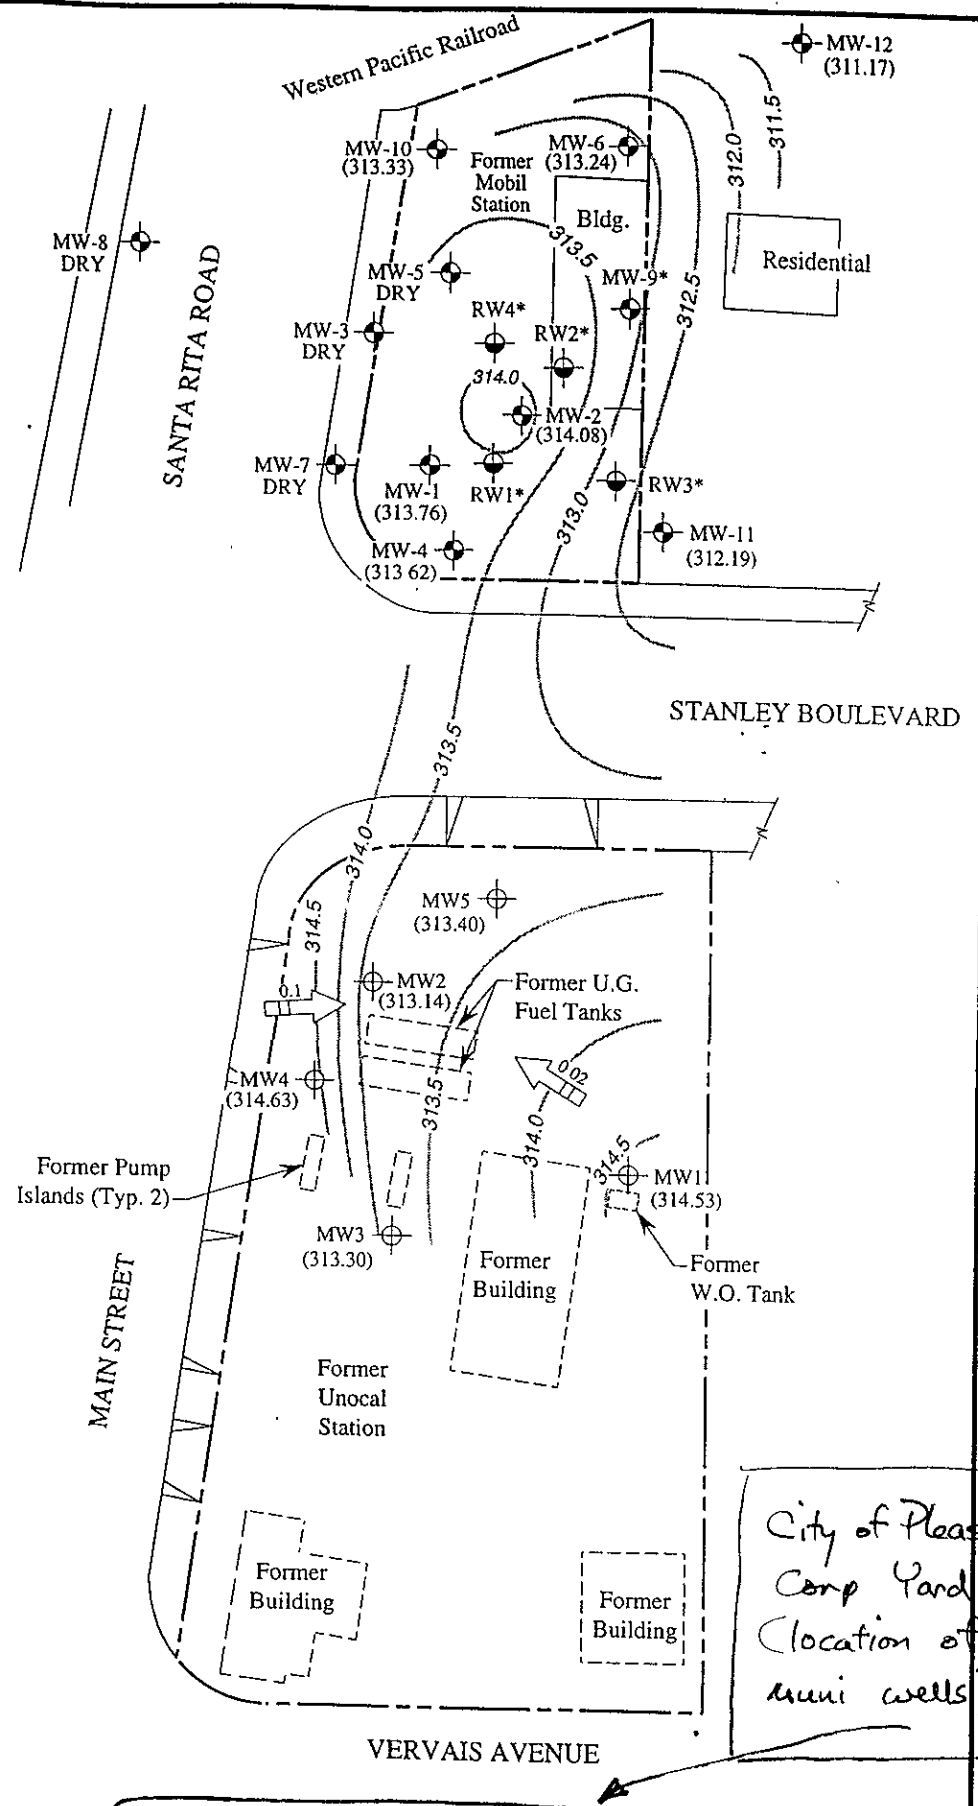 Western Pacific Railroad
MW-12
(311.17)
311.5
312.0
MW-10
(313.33)
Former
Mobil
Station
MW-6
(313.24)
Bldg.
MW-8
DRY
SANTA RITA ROAD
313.5
MW-5
DRY
MW-9*
Residential
312.5
RW4*
MW-3
DRY
RW2*
314.0
MW-2
(314.08)
MW-7
DRY
MW-1
(313.76)
RW1*
RW3*
313.0
MW-4
(313 62)
MW-11
(312.19)
STANLEY BOULEVARD
313.5
314.0
314.5
MW5
(313.40)
MW2
(313.14)
Former U.G.
Fuel Tanks
0.1
MW4
(314.63)
0 02
313.5
314.0
314.5
MW1
(314.53)
Former Pump
Islands (Typ. 2)
MW3
(313.30)
Former
Building
Former
W.O. Tank
MAIN STREET
Former
Unocal
Station
City of Pleas
Corp Yard
(location of
muni wells
Former
Building
Former
Building
VERVAIS AVENUE